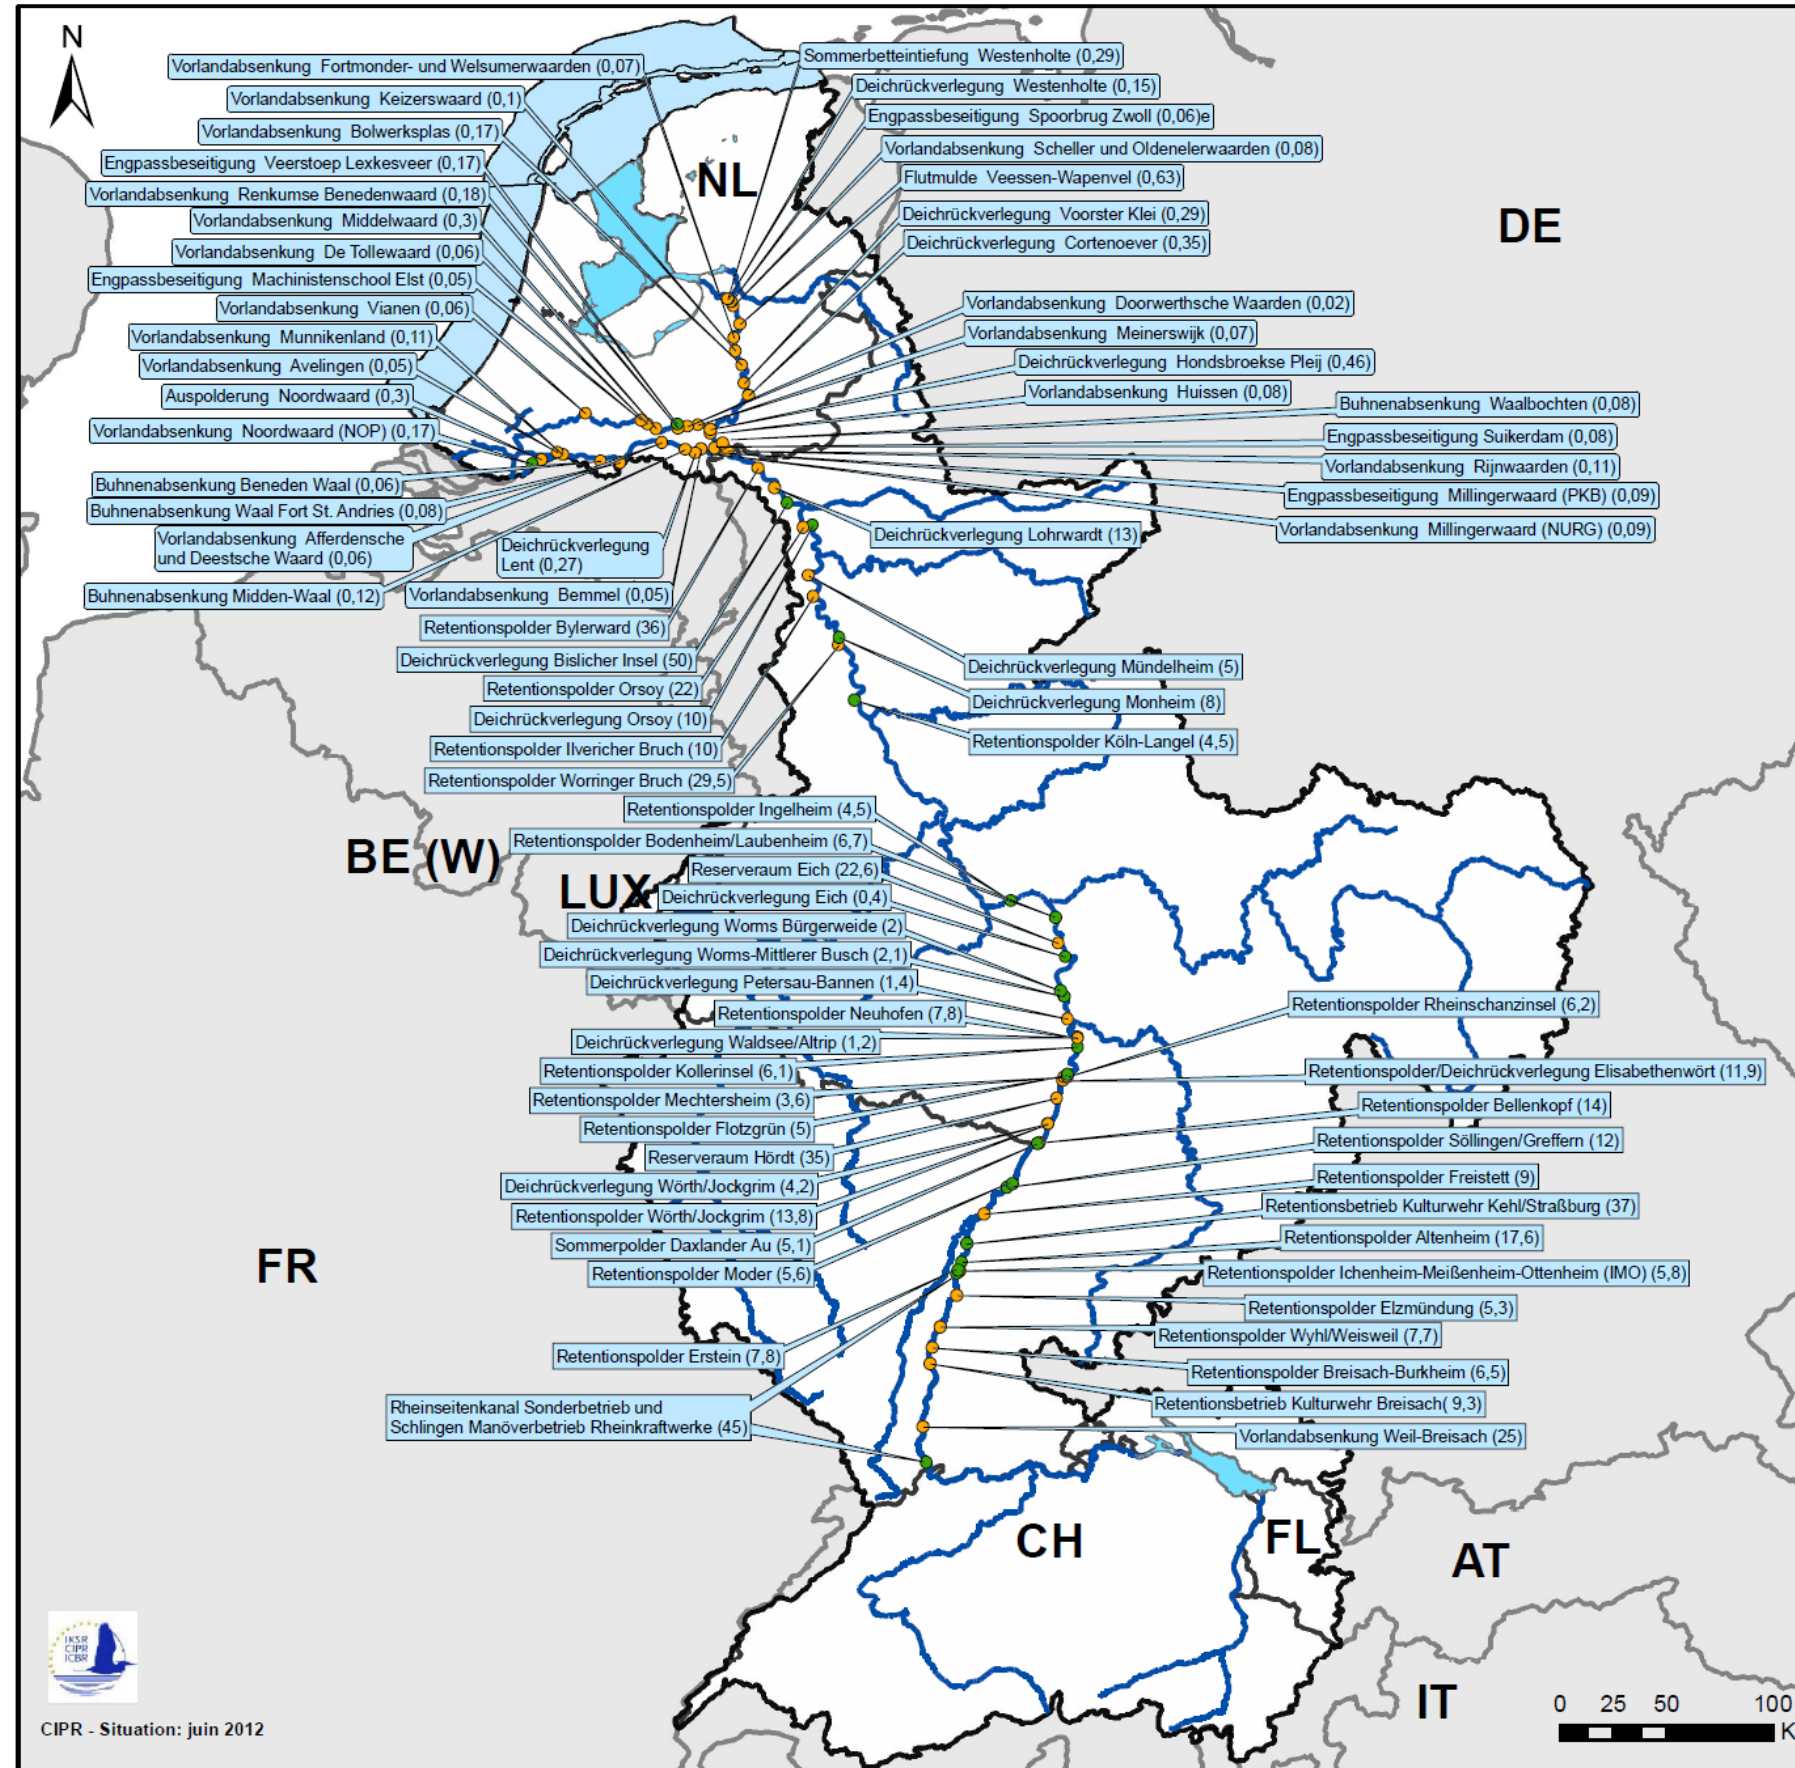 N
Vorlandabsenkung Fortmonder- und Welsumerwaarden (0,07)
Vorlandabsenkung Keizerswaard (0,1)
Vorlandabsenkung Bolwerksplas (0,17)
Engpassbeseitigung Veerstoep Lexkesveer (0,17)
Vorlandabsenkung Renkumse Benedenwaard (0,18)
Vorlandabsenkung Middelwaard (0,3)
Vorlandabsenkung De Tollewaard (0,06)
Engpassbeseitigung Machinistenschool Elst (0,05)
Vorlandabsenkung Vianen (0,06)
Vorlandabsenkung Munnikenland (0,11)
Vorlandabsenkung Avelingen (0,05)
Auspolderung Noordwaard (0,3)
Vorlandabsenkung Noordwaard (NOP) (0,17)
Buhnenabsenkung Beneden Waal (0,06)
Buhnenabsenkung Waal Fort St. Andries (0,08)
Vorlandabsenkung Afferdensche
und Deestsche Waard (0,06)
Buhnenabsenkung Midden-Waal (0,12)
Deichrückverlegung
Lent (0,27)
Vorlandabsenkung Bemmel (0,05)
Retentionspolder Bylerward (36)
Deichrückverlegung Bislicher Insel (50)
Retentionspolder Orsoy (22)
Deichrückverlegung Orsoy (10)
Retentionspolder Ilvericher Bruch (10)
Retentionspolder Worringer Bruch (29,5)
Sommerbetteintiefung Westenholte (0,29)
Deichrückverlegung Westenholte (0,15)
Engpassbeseitigung Spoorbrug Zwoll (0,06)e
Vorlandabsenkung Scheller und Oldenelerwaarden (0,08)
Flutmulde Veessen-Wapenvel (0,63)
Deichrückverlegung Voorster Klei (0,29)
Deichrückverlegung Cortenoever (0,35)
Vorlandabsenkung Doorwerthsche Waarden (0,02)
Vorlandabsenkung Meinerswijk (0,07)
Deichrückverlegung Hondsbroekse Pleij (0,46)
Vorlandabsenkung Huissen (0,08)
Buhnenabsenkung Waalbochten (0,08)
Engpassbeseitigung Suikerdam (0,08)
Vorlandabsenkung Rijnwaarden (0,11)
Engpassbeseitigung Millingerwaard (PKB) (0,09)
Vorlandabsenkung Millingerwaard (NURG) (0,09)
Deichrückverlegung Lohrwardt (13)
Deichrückverlegung Mündelheim (5)
Deichrückverlegung Monheim (8)
Retentionspolder Köln-Langel (4,5)
NL
DE
BE (W)
LUX
Retentionspolder Ingelheim (4,5)
Retentionspolder Bodenheim/Laubenheim (6,7)
Reserveraum Eich (22,6)
Deichrückverlegung Eich (0,4)
Deichrückverlegung Worms Bürgerweide (2)
Deichrückverlegung Worms-Mittlerer Busch (2,1)
Deichrückverlegung Petersau-Bannen (1,4)
Retentionspolder Neuhofen (7,8)
Deichrückverlegung Waldsee/Altrip (1,2)
Retentionspolder Kollerinsel (6,1)
Retentionspolder Mechtersheim (3,6)
Retentionspolder Flotzgrün (5)
Reserveraum Hördt (35)
Deichrückverlegung Wörth/Jockgrim (4,2)
Retentionspolder Wörth/Jockgrim (13,8)
Sommerpolder Daxlander Au (5,1)
Retentionspolder Moder (5,6)
Retentionspolder Erstein (7,8)
Rheinseitenkanal Sonderbetrieb und
Schlingen Manöverbetrieb Rheinkraftwerke (45)
Retentionspolder Rheinschanzinsel (6,2)
Retentionspolder/Deichrückverlegung Elisabethenwört (11,9)
Retentionspolder Bellenkopf (14)
Retentionspolder Söllingen/Greffern (12)
Retentionspolder Freistett (9)
Retentionsbetrieb Kulturwehr Kehl/Straßburg (37)
Retentionspolder Altenheim (17,6)
Retentionspolder Ichenheim-Meißenheim-Ottenheim (IMO) (5,8)
Retentionspolder Elzmündung (5,3)
Retentionspolder Wyhl/Weisweil (7,7)
Retentionspolder Breisach-Burkheim (6,5)
Retentionsbetrieb Kulturwehr Breisach( 9,3)
Vorlandabsenkung Weil-Breisach (25)
FR
CH
FL
AT
IT
IKSR
CIPR
ICBR
CIPR - Situation: juin 2012
0 25 50 100
K